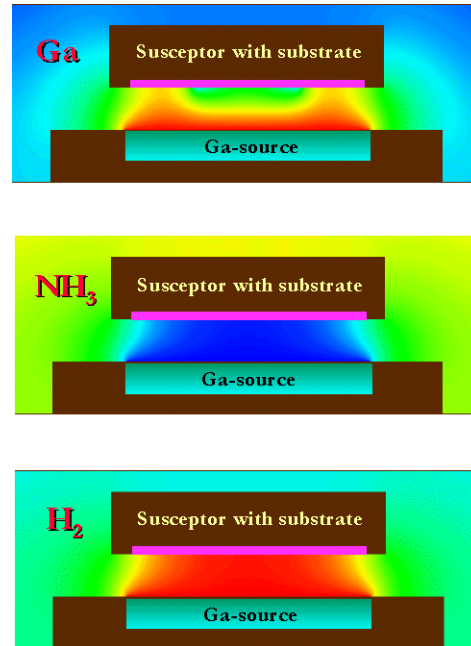 Ga
Susceptor with substrate
Ga-source
NH₃
Susceptor with substrate
Ga-source
H₂
Susceptor with substrate
Ga-source